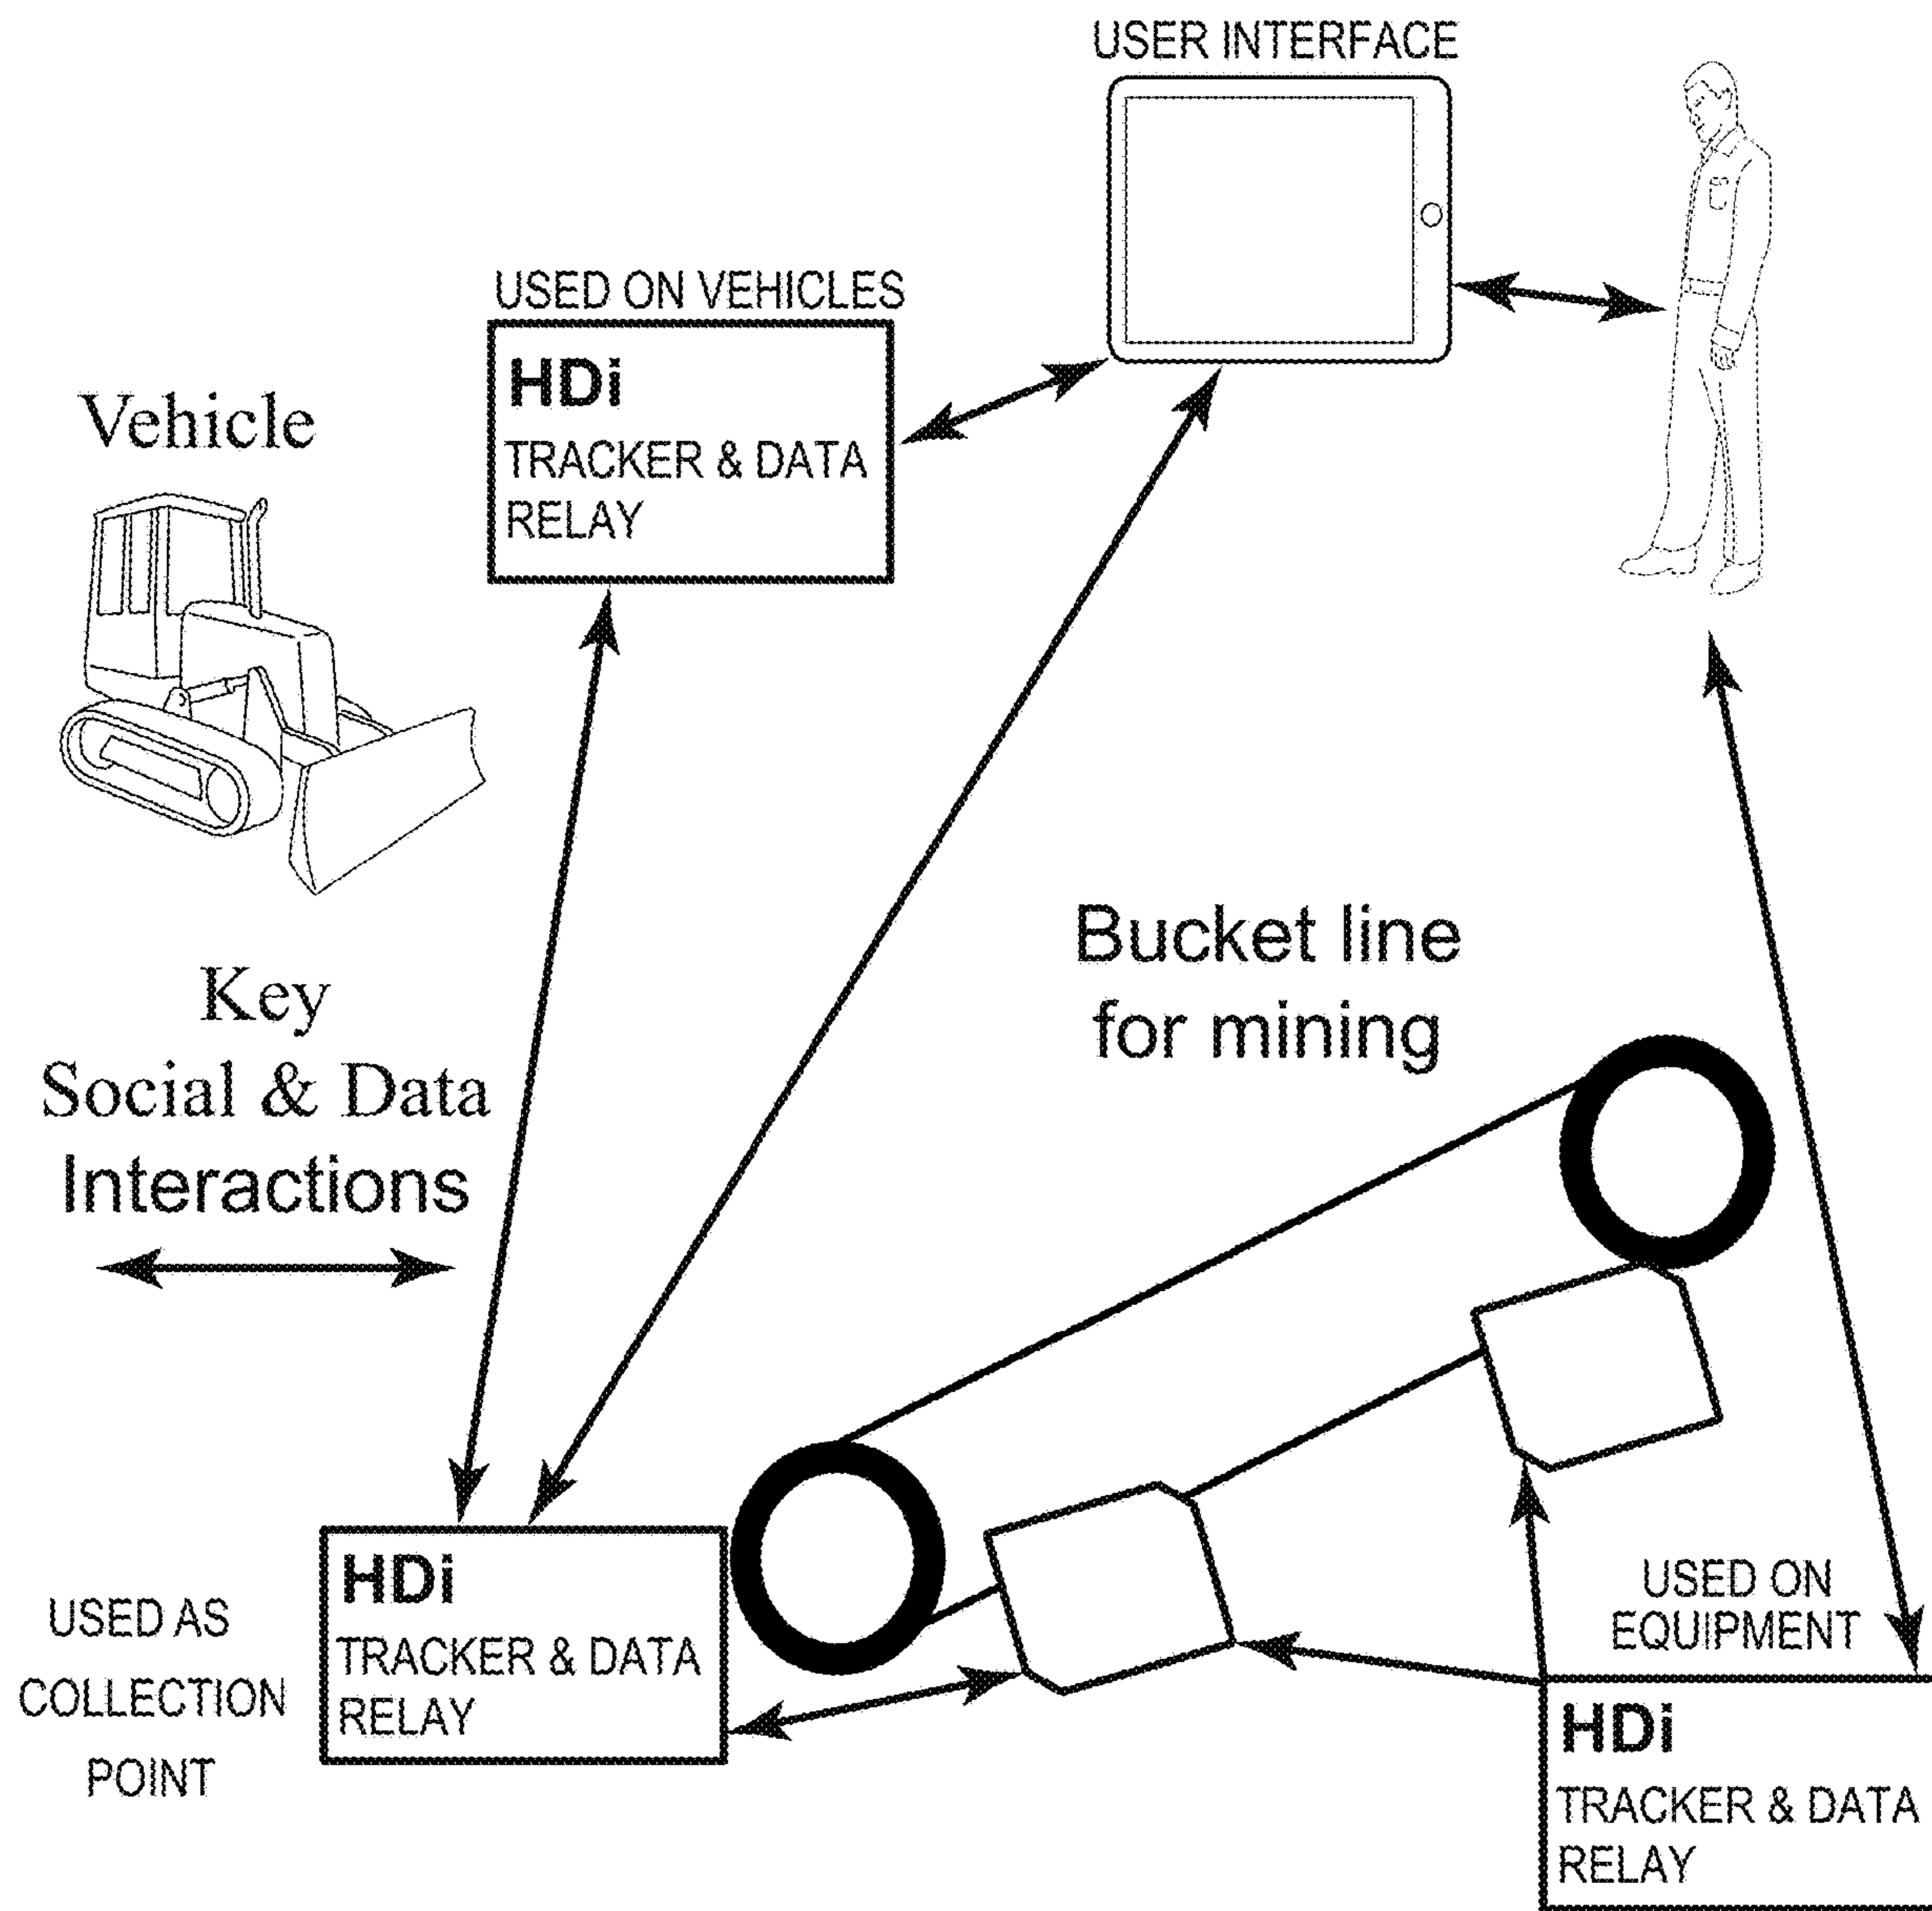 USER INTERFACE
USED ON VEHICLES
HDi
TRACKER & DATA
RELAY
Vehicle
Key
Social & Data
Interactions
Bucket line
for mining
USED AS
COLLECTION
POINT
HDi
TRACKER & DATA
RELAY
USED ON
EQUIPMENT
HDi
TRACKER & DATA
RELAY